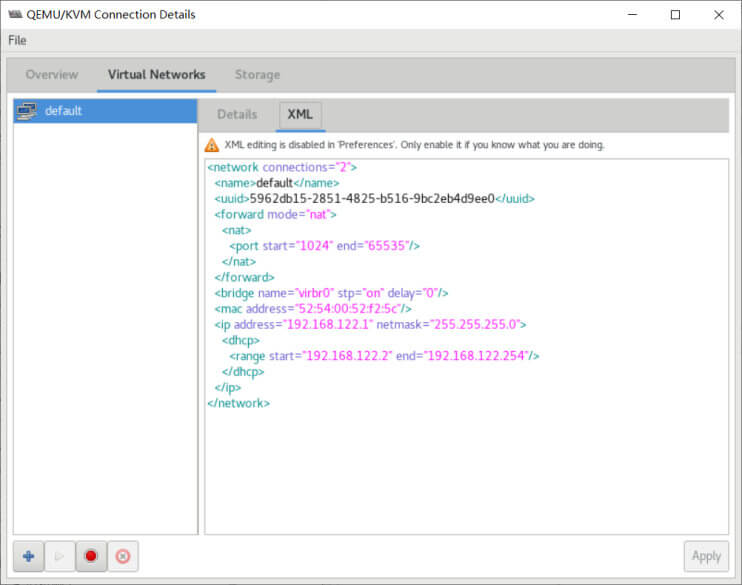 QEMU/KVM Connection Details
File
Overview Virtual Networks Storage
default
Details XML
XML editing is disabled in 'Preferences'. Only enable it if you know what you are doing.
<network connections="2">
  <name>default</name>
  <uuid>5962db15-2851-4825-b516-9bc2eb4d9ee0</uuid>
  <forward mode="nat">
    <nat>
      <port start="1024" end="65535"/>
    </nat>
  </forward>
  <bridge name="virbr0" stp="on" delay="0"/>
  <mac address="52:54:00:52:f2:5c"/>
  <ip address="192.168.122.1" netmask="255.255.255.0">
    <dhcp>
      <range start="192.168.122.2" end="192.168.122.254"/>
    </dhcp>
  </ip>
</network>
Apply